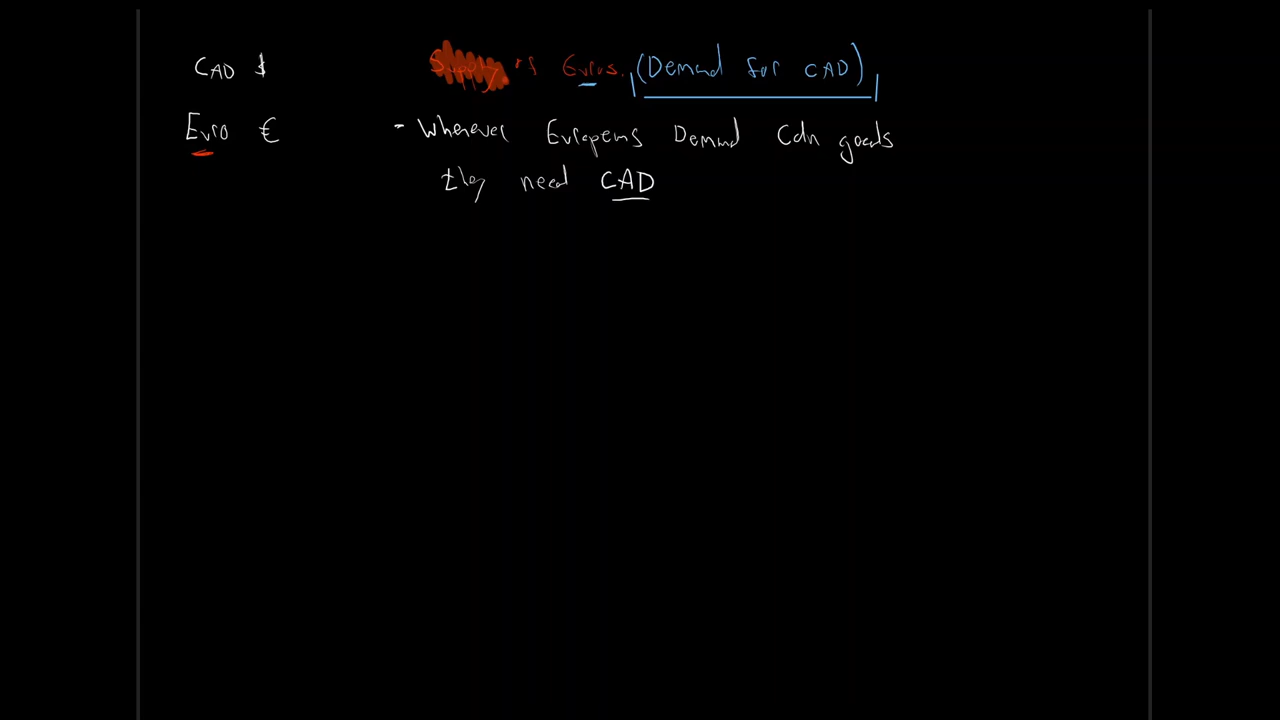 CAD $
Supply of Euros. (Demand for CAD)
Euro €
- Whenever Europeans Demand Cdn goods
they need CAD